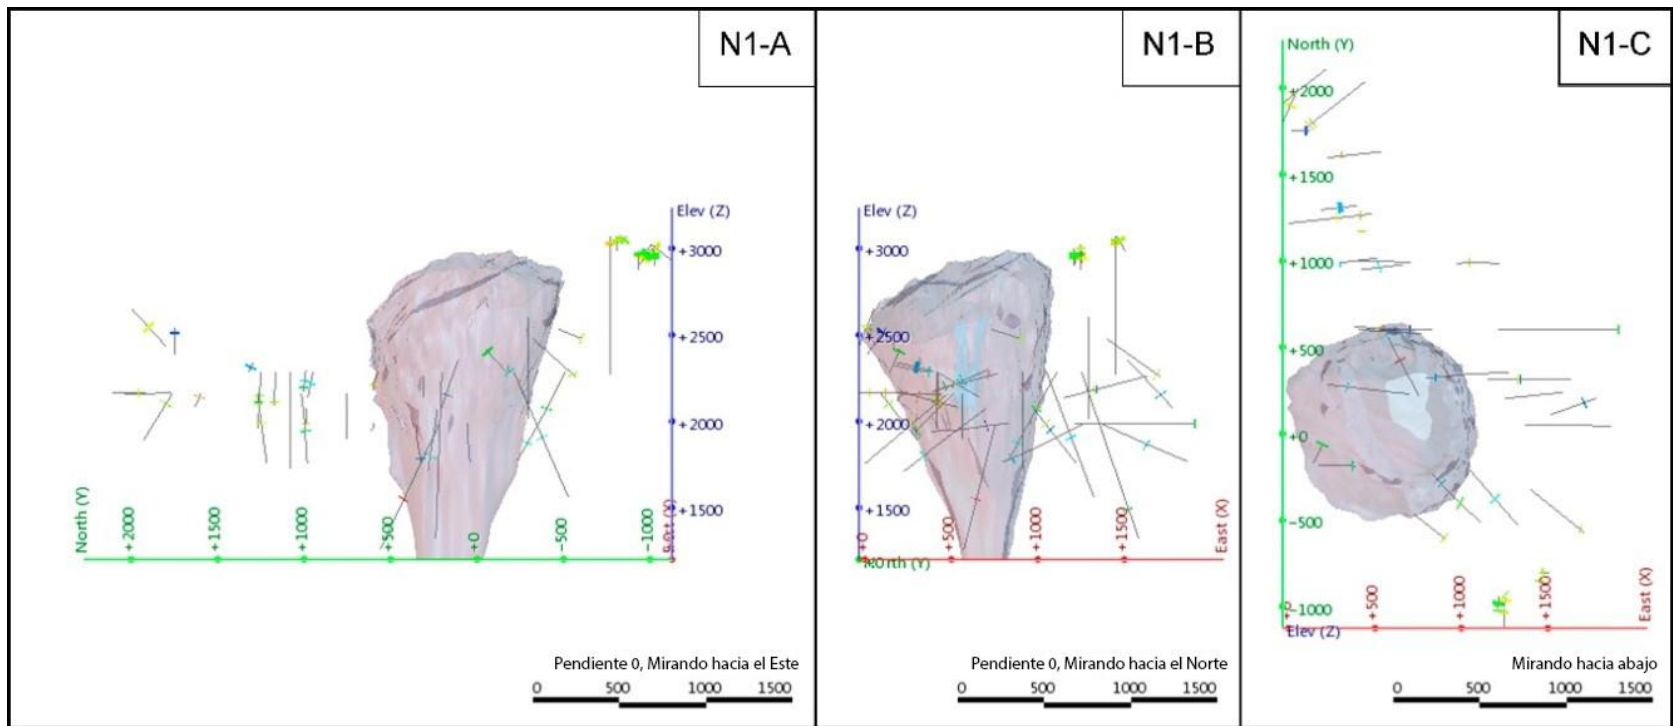 N1-A
Elev (Z)
+3000
+2500
+2000
+1500
North (Y)
+2000
+1500
+1000
+500
+0
−500
−1000
Pendiente 0, Mirando hacia el Este
0 500 1000 1500
N1-B
Elev (Z)
+3000
+2500
+2000
+1500
+0
+500
+1000
+1500
East (X)
North (Y)
Pendiente 0, Mirando hacia el Norte
0 500 1000 1500
N1-C
North (Y)
+2000
+1500
+1000
+500
+0
−500
−1000
+500
+1000
+1500
East (X)
Elev (Z)
Mirando hacia abajo
0 500 1000 1500